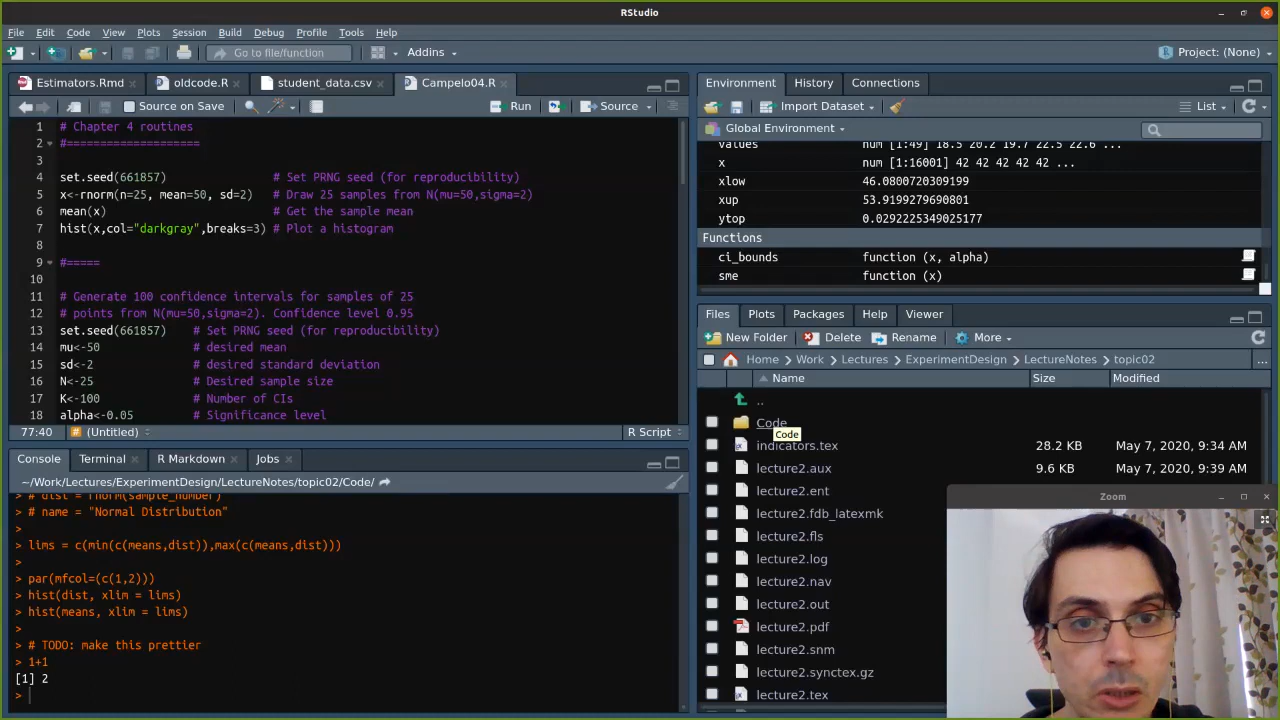 RStudio
File Edit Code View Plots Session Build Debug Profile Tools Help
Go to file/function Addins Project: (None)
Estimators.Rmd oldcode.R student_data.csv Campelo04.R
Source on Save Run Source
1 # Chapter 4 routines
2 #====================
3
4 set.seed(661857) # Set PRNG seed (for reproducibility)
5 x<-rnorm(n=25, mean=50, sd=2) # Draw 25 samples from N(mu=50,sigma=2)
6 mean(x) # Get the sample mean
7 hist(x,col="darkgray",breaks=3) # Plot a histogram
8
9 #=====
10
11 # Generate 100 confidence intervals for samples of 25
12 # points from N(mu=50,sigma=2). Confidence level 0.95
13 set.seed(661857) # Set PRNG seed (for reproducibility)
14 mu<-50 # desired mean
15 sd<-2 # desired standard deviation
16 N<-25 # Desired sample size
17 K<-100 # Number of CIs
18 alpha<-0.05 # Significance level
77:40 # (Untitled) R Script
Console Terminal R Markdown Jobs
~/Work/Lectures/ExperimentDesign/LectureNotes/topic02/Code/
> # dist = rnorm(sample_number)
> # name = "Normal Distribution"
>
> lims = c(min(c(means,dist)),max(c(means,dist)))
>
> par(mfcol=(c(1,2)))
> hist(dist, xlim = lims)
> hist(means, xlim = lims)
>
> # TODO: make this prettier
> 1+1
[1] 2
>
Environment History Connections
Import Dataset List
Global Environment
values num [1:49] 18.5 20.2 19.7 22.5 22.6 ...
x num [1:16001] 42 42 42 42 42 ...
xlow 46.0800720309199
xup 53.9199279690801
ytop 0.0292225349025177
Functions
ci_bounds function (x, alpha)
sme function (x)
Files Plots Packages Help Viewer
New Folder Delete Rename More
Home Work Lectures ExperimentDesign LectureNotes topic02 ...
Name Size Modified
..
Code
Code
indicators.tex 28.2 KB May 7, 2020, 9:34 AM
lecture2.aux 9.6 KB May 7, 2020, 9:39 AM
lecture2.ent
lecture2.fdb_latexmk
lecture2.fls
lecture2.log
lecture2.nav
lecture2.out
lecture2.pdf
lecture2.snm
lecture2.synctex.gz
lecture2.tex
Zoom